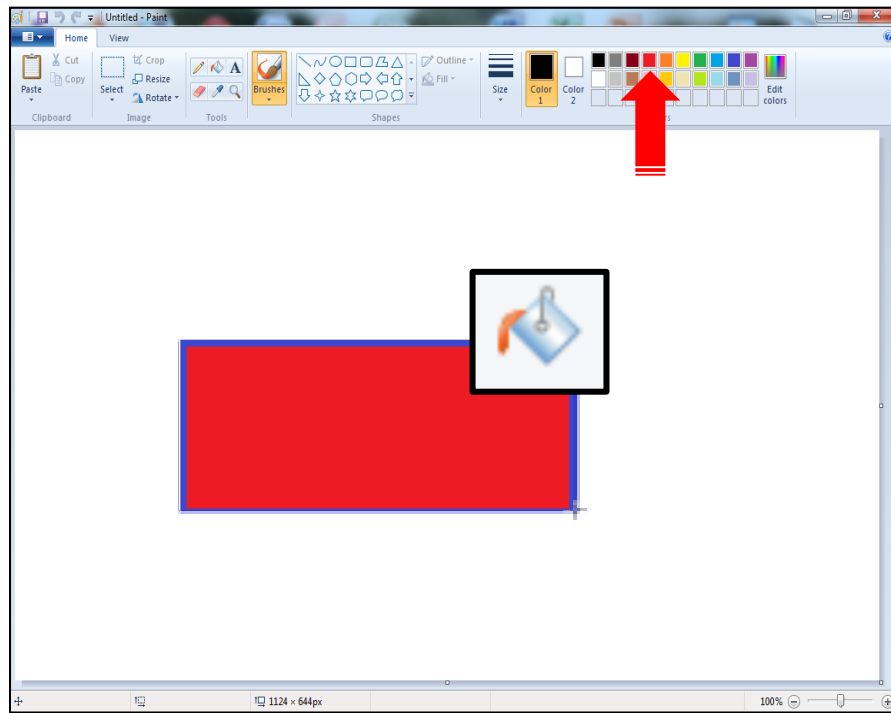 Untitled - Paint
Home View
Paste
Cut
Copy
Clipboard
Select
Crop
Resize
Rotate
Image
A
Tools
Brushes
Shapes
Outline
Fill
Size
Color 1
Color 2
Edit colors
1124 × 644px
100%